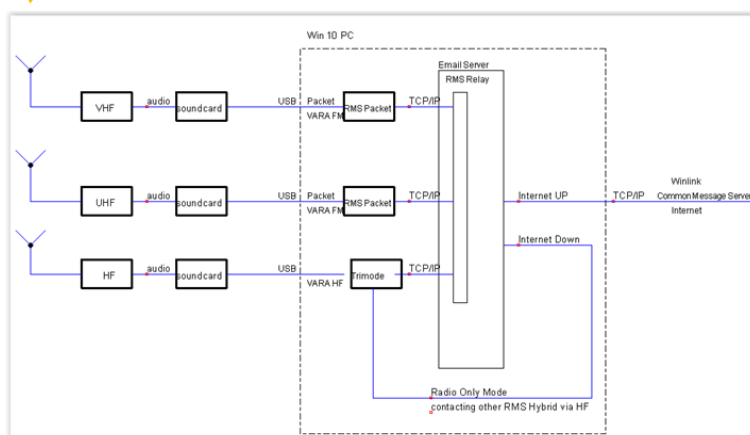 Win 10 PC
Email Server
RMS Relay
VHF
audio
soundcard
USB
Packet
VARA FM
RMS Packet
TCP/IP
UHF
audio
soundcard
USB
Packet
VARA FM
RMS Packet
TCP/IP
Internet UP
TCP/IP
Winlink
Common Message Server
Internet
Internet Down
HF
audio
soundcard
USB
VARA HF
Trimode
TCP/IP
Radio Only Mode
contacting other RMS Hybrid via HF